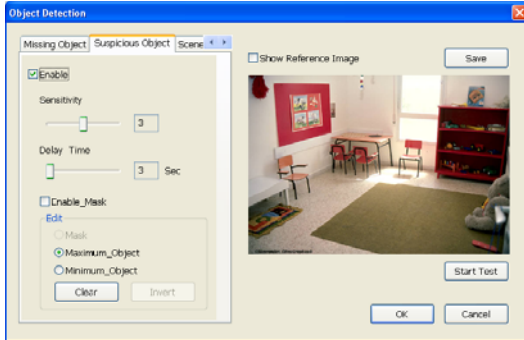 Object Detection
Missing Object
Suspicious Object
Scene
Enable
Sensitivity
3
Delay Time
3 Sec
Enable_Mask
Edit
Mask
Maximum_Object
Minimum_Object
Clear
Invert
Show Reference Image
Save
Start Test
OK
Cancel